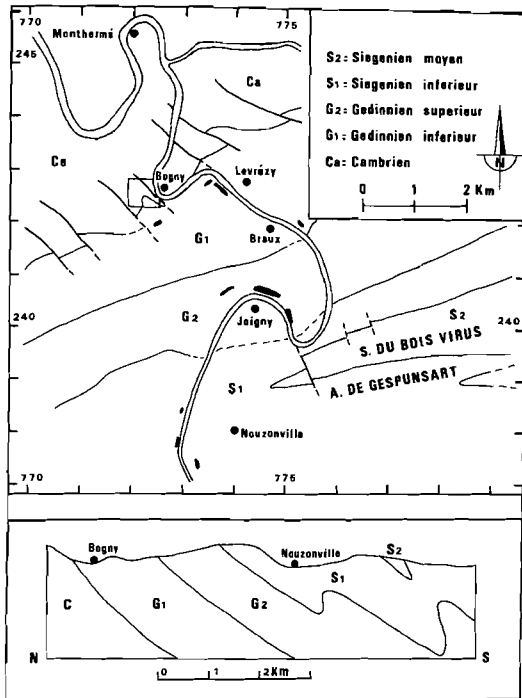 770
775
245
Monthermé
Ca
Ca
Bogny
Levrézy
Braux
G1
G2
Joigny
240
240
S2
S. DU BOIS VIRUS
A. DE GESPUNSART
S1
Nouzonville
770
775
S2= Siegenien moyen
S1= Siegenien inférieur
G2= Gedinnien superieur
G1= Gedinnien inferieur
Ca= Cambrien
N
0 1 2 Km
Bogny
Nouzonville
S2
S1
C
G1
G2
N
S
0 1 2Km